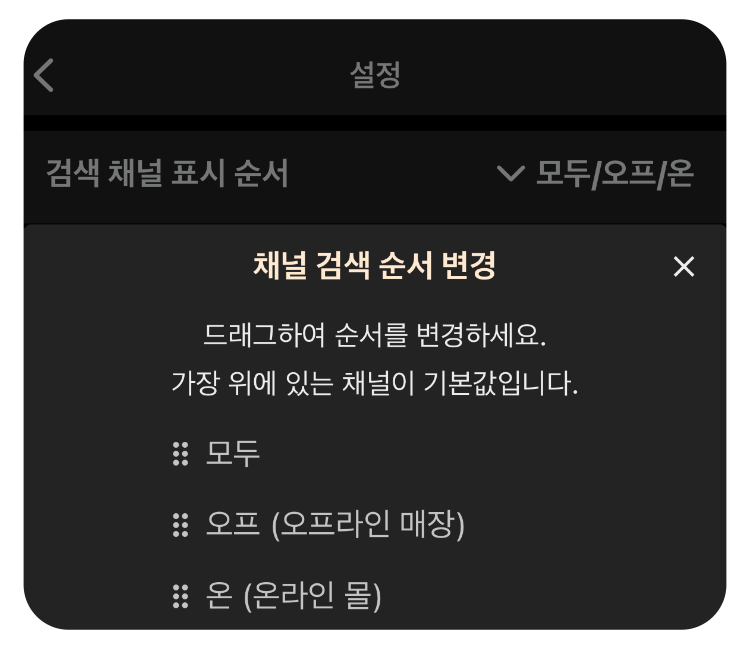 설정
검색 채널 표시 순서 모두/오프/온
채널 검색 순서 변경
드래그하여 순서를 변경하세요.
가장 위에 있는 채널이 기본값입니다.
모두
오프 (오프라인 매장)
온 (온라인 몰)